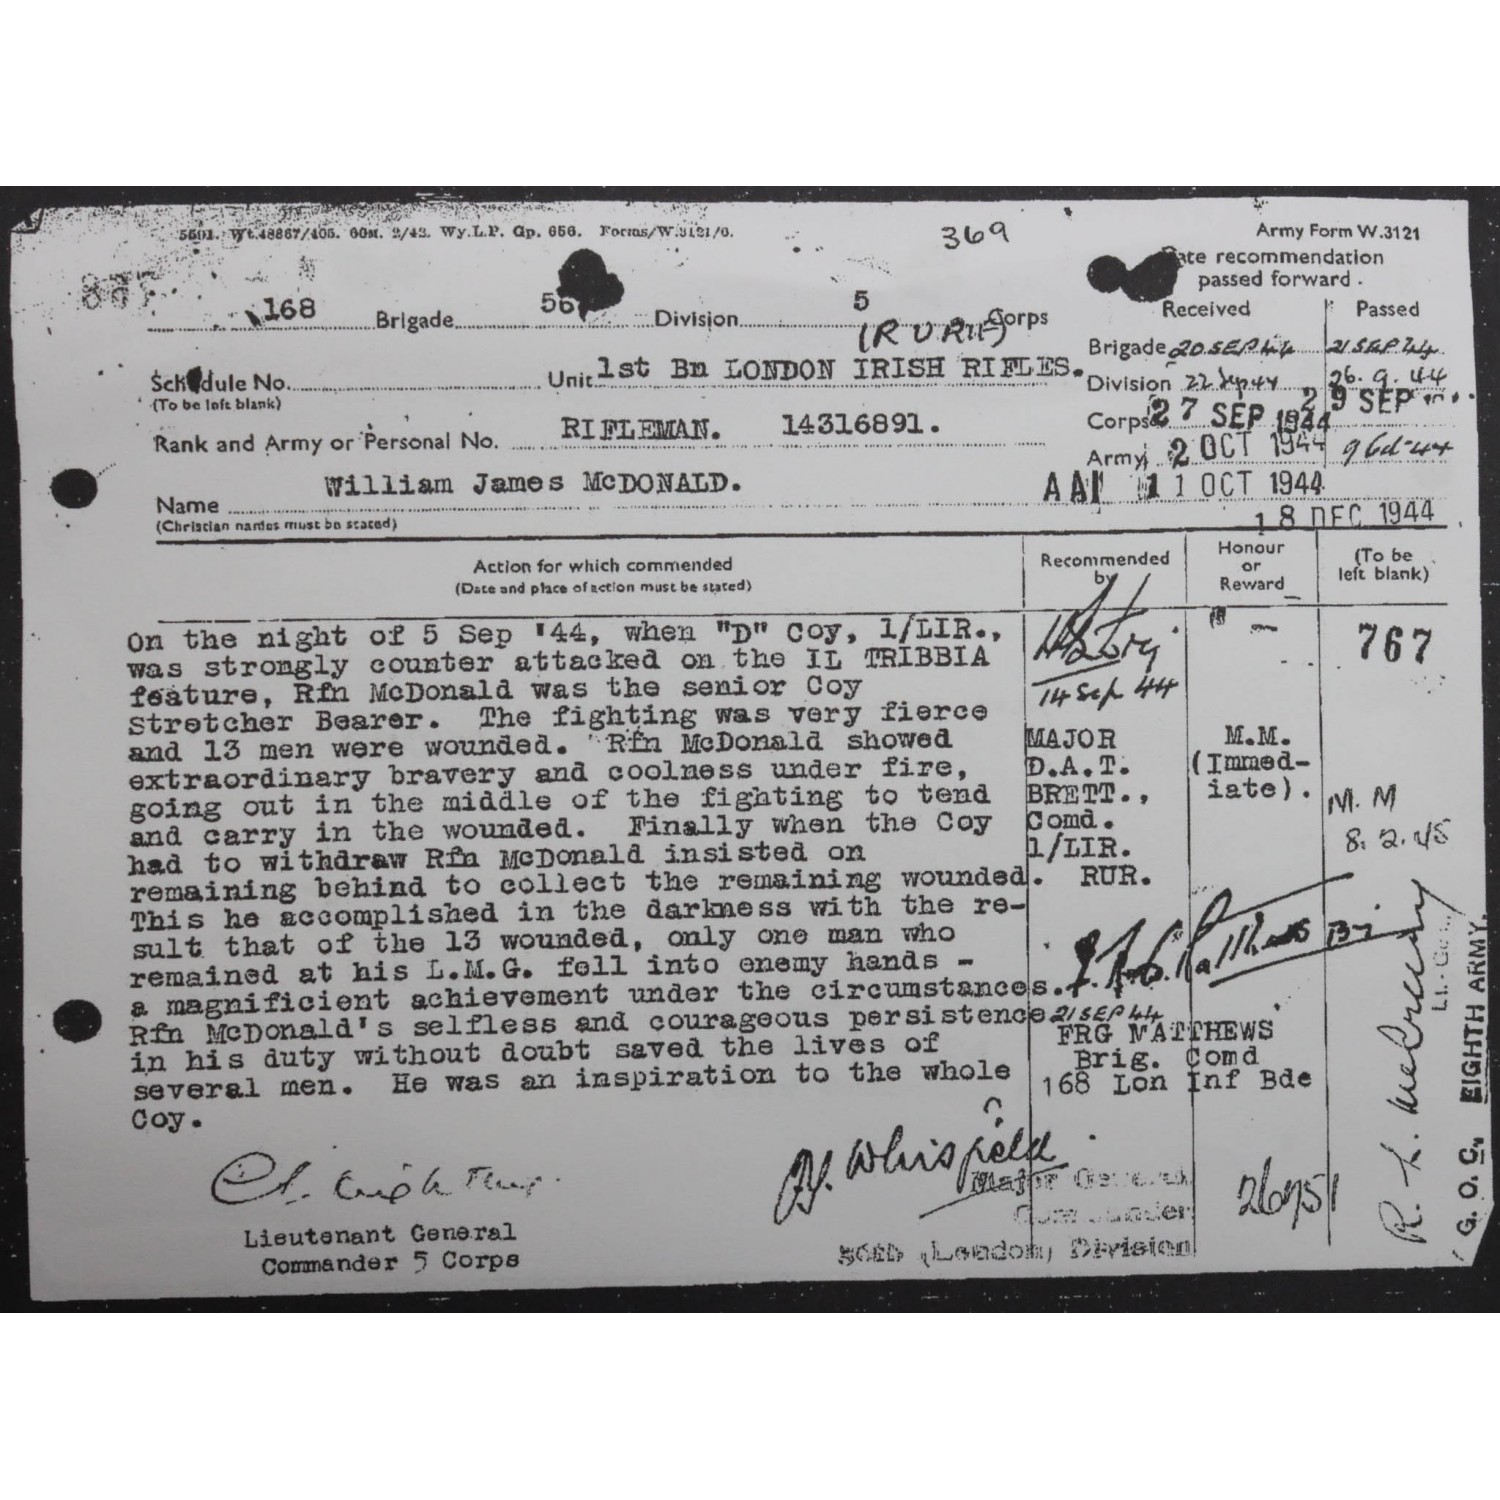 5501. Wt.48867/405. 60M. 2/42. Wy.L.P. Gp. 656. Forms/W.3121/6.
369
Army Form W.3121
Date recommendation
passed forward.
Received Passed
168 Brigade 56 Division 5 Corps
(R U Rif)
Brigade 20 SEP 44 21 SEP 44
Schedule No. Unit 1st Bn LONDON IRISH RIFLES.
(To be left blank)
Division 22 Sep 44 26. 9. 44
Corps 27 SEP 1944 29 SEP
Rank and Army or Personal No. RIFLEMAN. 14316891.
Army 2 OCT 1944
AAI 11 OCT 1944
Name William James McDONALD.
(Christian names must be stated)
18 DEC 1944
Action for which commended
(Date and place of action must be stated)
Recommended
by
Honour
or
Reward
(To be
left blank)
On the night of 5 Sep '44, when "D" Coy, 1/LIR.,
was strongly counter attacked on the IL TRIBBIA
feature, Rfn McDonald was the senior Coy
Stretcher Bearer. The fighting was very fierce
and 13 men were wounded. Rfn McDonald showed
extraordinary bravery and coolness under fire,
going out in the middle of the fighting to tend
and carry in the wounded. Finally when the Coy
had to withdraw Rfn McDonald insisted on
remaining behind to collect the remaining wounded.
This he accomplished in the darkness with the re-
sult that of the 13 wounded, only one man who
remained at his L.M.G. fell into enemy hands -
a magnificient achievement under the circumstances.
Rfn McDonald's selfless and courageous persistence
in his duty without doubt saved the lives of
several men. He was an inspiration to the whole
Coy.
14 Sep 44
MAJOR
D.A.T.
BRETT.,
Comd.
1/LIR.
RUR.
21 SEP 44
FRG MATTHEWS
Brig. Comd
168 Lon Inf Bde
M.M.
(Immed-
iate).
767
M.M
8. 2. 45
R. L. McCreery
Lt.-Gen.,
G. O. C. EIGHTH ARMY.
26751
Lieutenant General
Commander 5 Corps
Whitfield
Major General
Commander
56th (London) Division